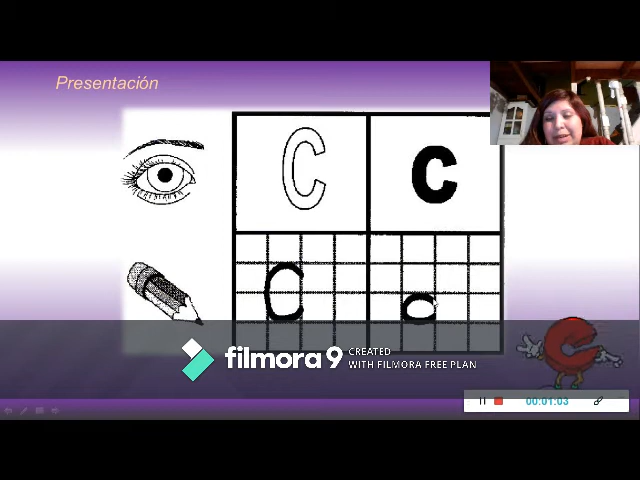 Presentación
C
c
C
c
filmora 9 CREATED
WITH FILMORA FREE PLAN
00:01:03